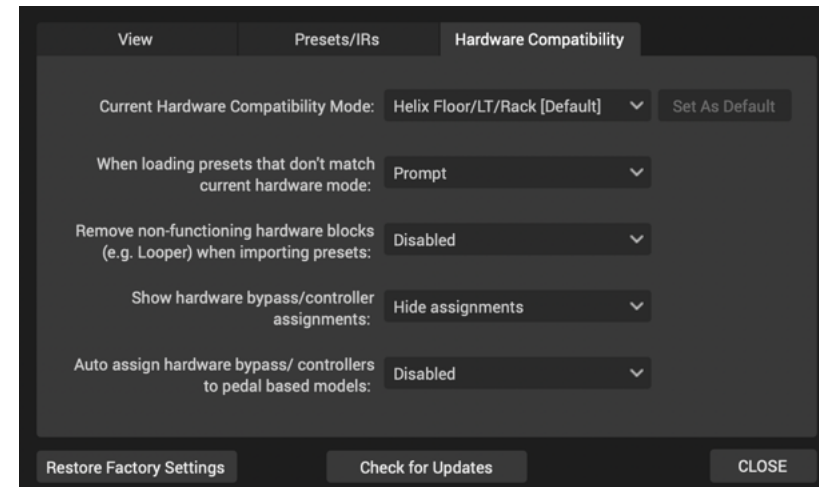 View
Presets/IRs
Hardware Compatibility
Current Hardware Compatibility Mode:
Helix Floor/LT/Rack [Default]
Set As Default
When loading presets that don't match
current hardware mode:
Prompt
Remove non-functioning hardware blocks
(e.g. Looper) when importing presets:
Disabled
Show hardware bypass/controller
assignments:
Hide assignments
Auto assign hardware bypass/ controllers
to pedal based models:
Disabled
Restore Factory Settings
Check for Updates
CLOSE